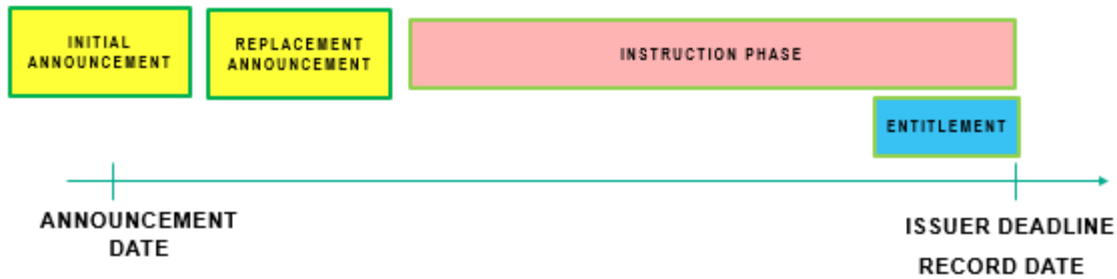 INITIAL
ANNOUNCEMENT
REPLACEMENT
ANNOUNCEMENT
INSTRUCTION PHASE
ENTITLEMENT
ANNOUNCEMENT
DATE
ISSUER DEADLINE
RECORD DATE